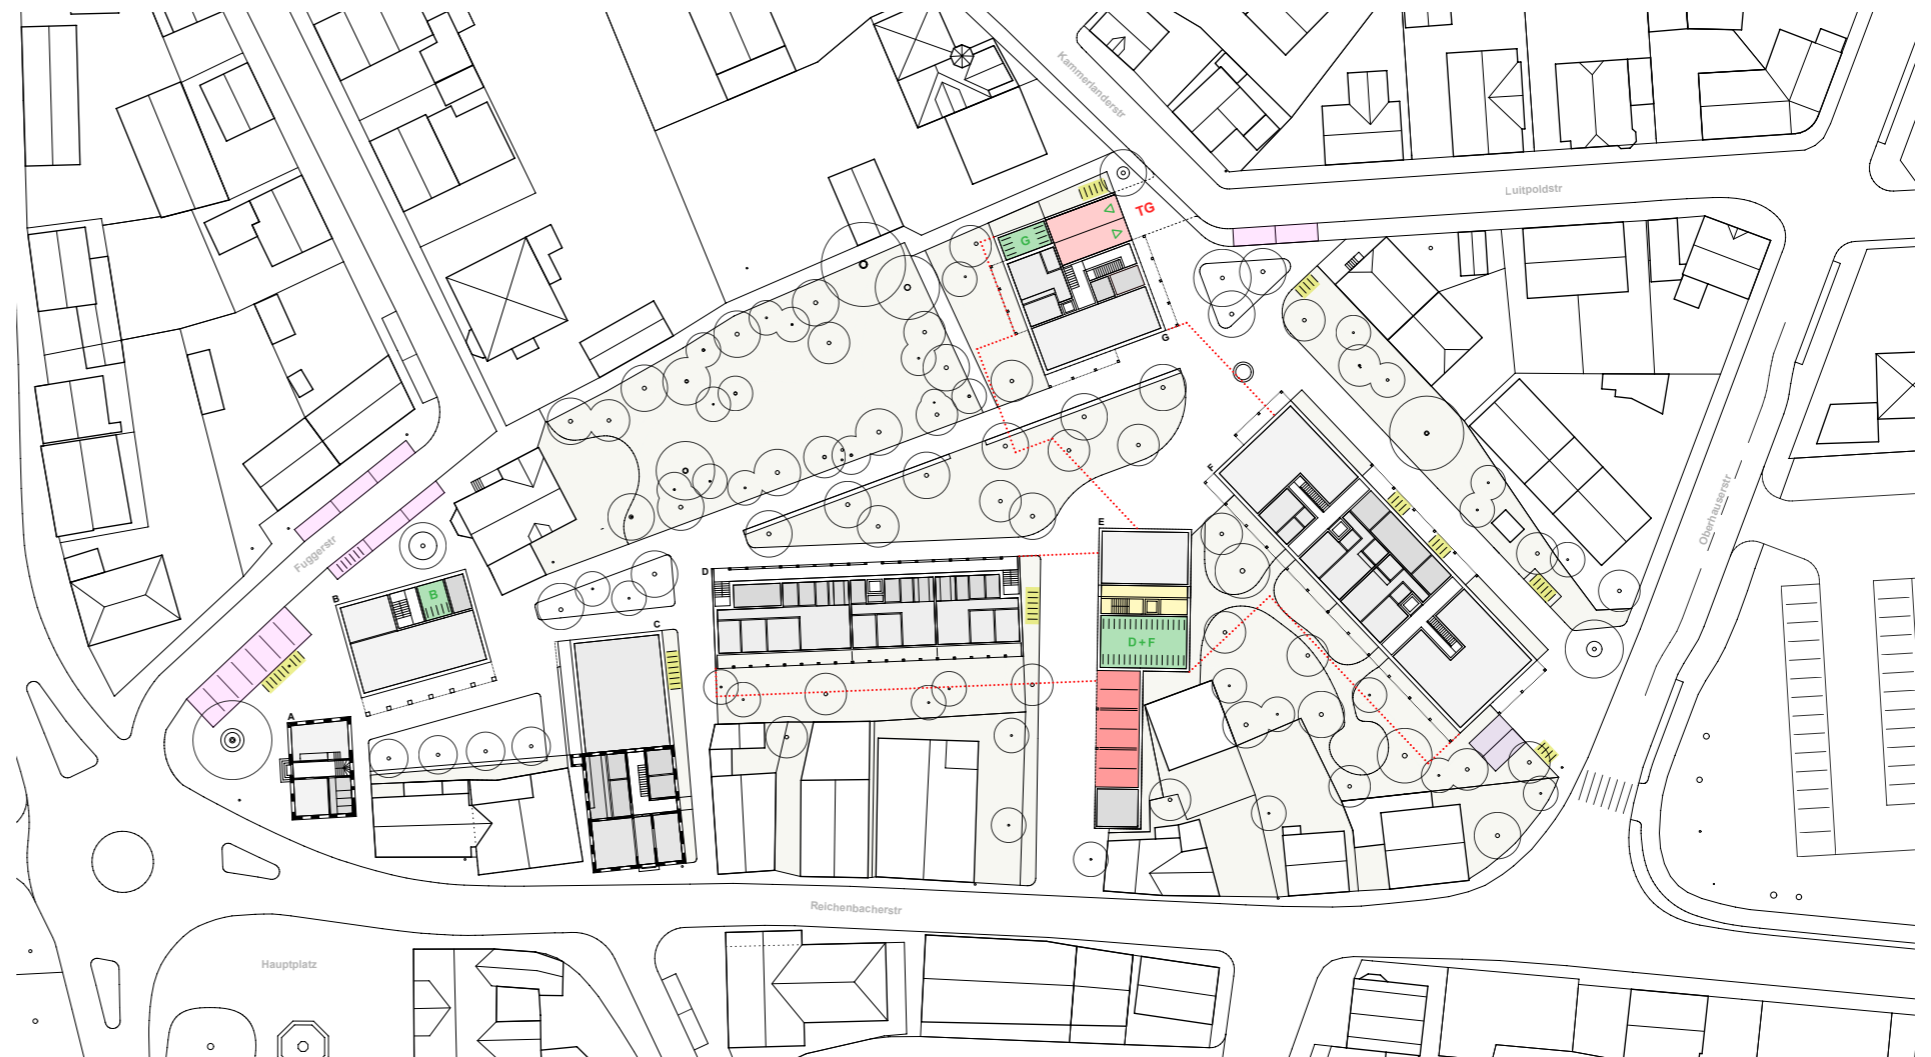 Kammerlanderstr
Luitpoldstr
TG
G
G
F
Oberhauserstr
E
Fuggerstr
D
B
B
C
D+F
A
Reichenbacherstr
Hauptplatz